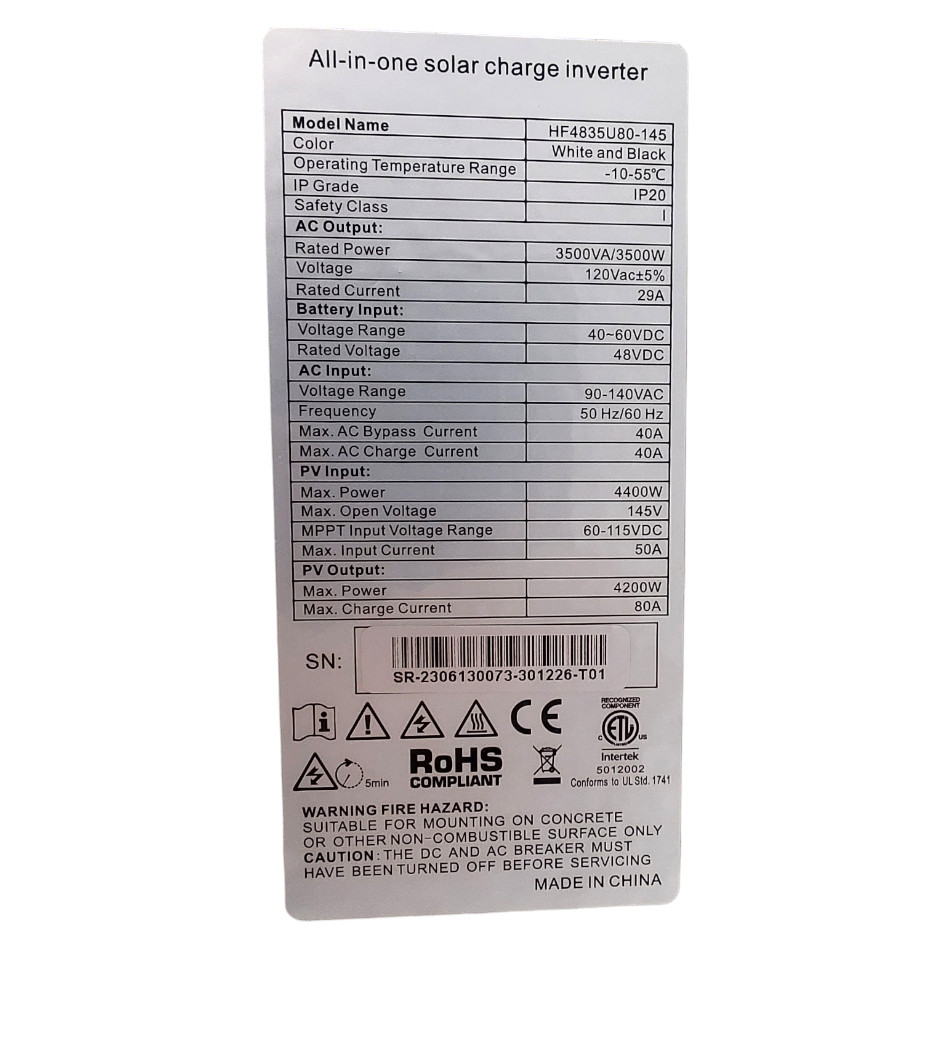 All-in-one solar charge inverter
Model Name HF4835U80-145
Color White and Black
Operating Temperature Range -10-55℃
IP Grade IP20
Safety Class I
AC Output:
Rated Power 3500VA/3500W
Voltage 120Vac±5%
Rated Current 29A
Battery Input:
Voltage Range 40~60VDC
Rated Voltage 48VDC
AC Input:
Voltage Range 90-140VAC
Frequency 50 Hz/60 Hz
Max. AC Bypass Current 40A
Max. AC Charge Current 40A
PV Input:
Max. Power 4400W
Max. Open Voltage 145V
MPPT Input Voltage Range 60-115VDC
Max. Input Current 50A
PV Output:
Max. Power 4200W
Max. Charge Current 80A
SN:
SR-2306130073-301226-T01
CE
RECOGNIZED
COMPONENT
C ETL US
Intertek
5012002
Conforms to UL Std. 1741
5min
RoHS
COMPLIANT
WARNING FIRE HAZARD:
SUITABLE FOR MOUNTING ON CONCRETE
OR OTHER NON-COMBUSTIBLE SURFACE ONLY
CAUTION: THE DC AND AC BREAKER MUST
HAVE BEEN TURNED OFF BEFORE SERVICING
MADE IN CHINA